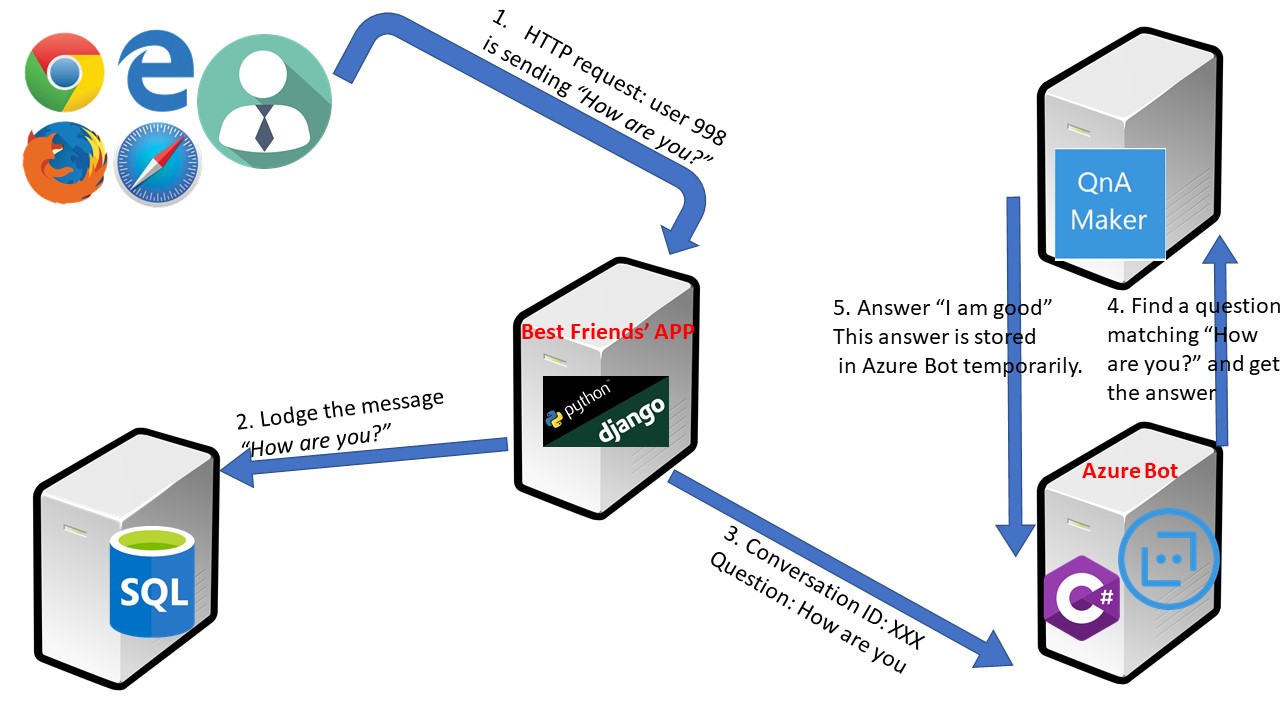 1. HTTP request: user 998
is sending “How are you?”
QnA
Maker
5. Answer “I am good”
This answer is stored
in Azure Bot temporarily.
4. Find a question
matching “How
are you?” and get
the answer
Best Friends’ APP
python™
django
2. Lodge the message
“How are you?”
SQL
3. Conversation ID: XXX
Question: How are you
Azure Bot
C#